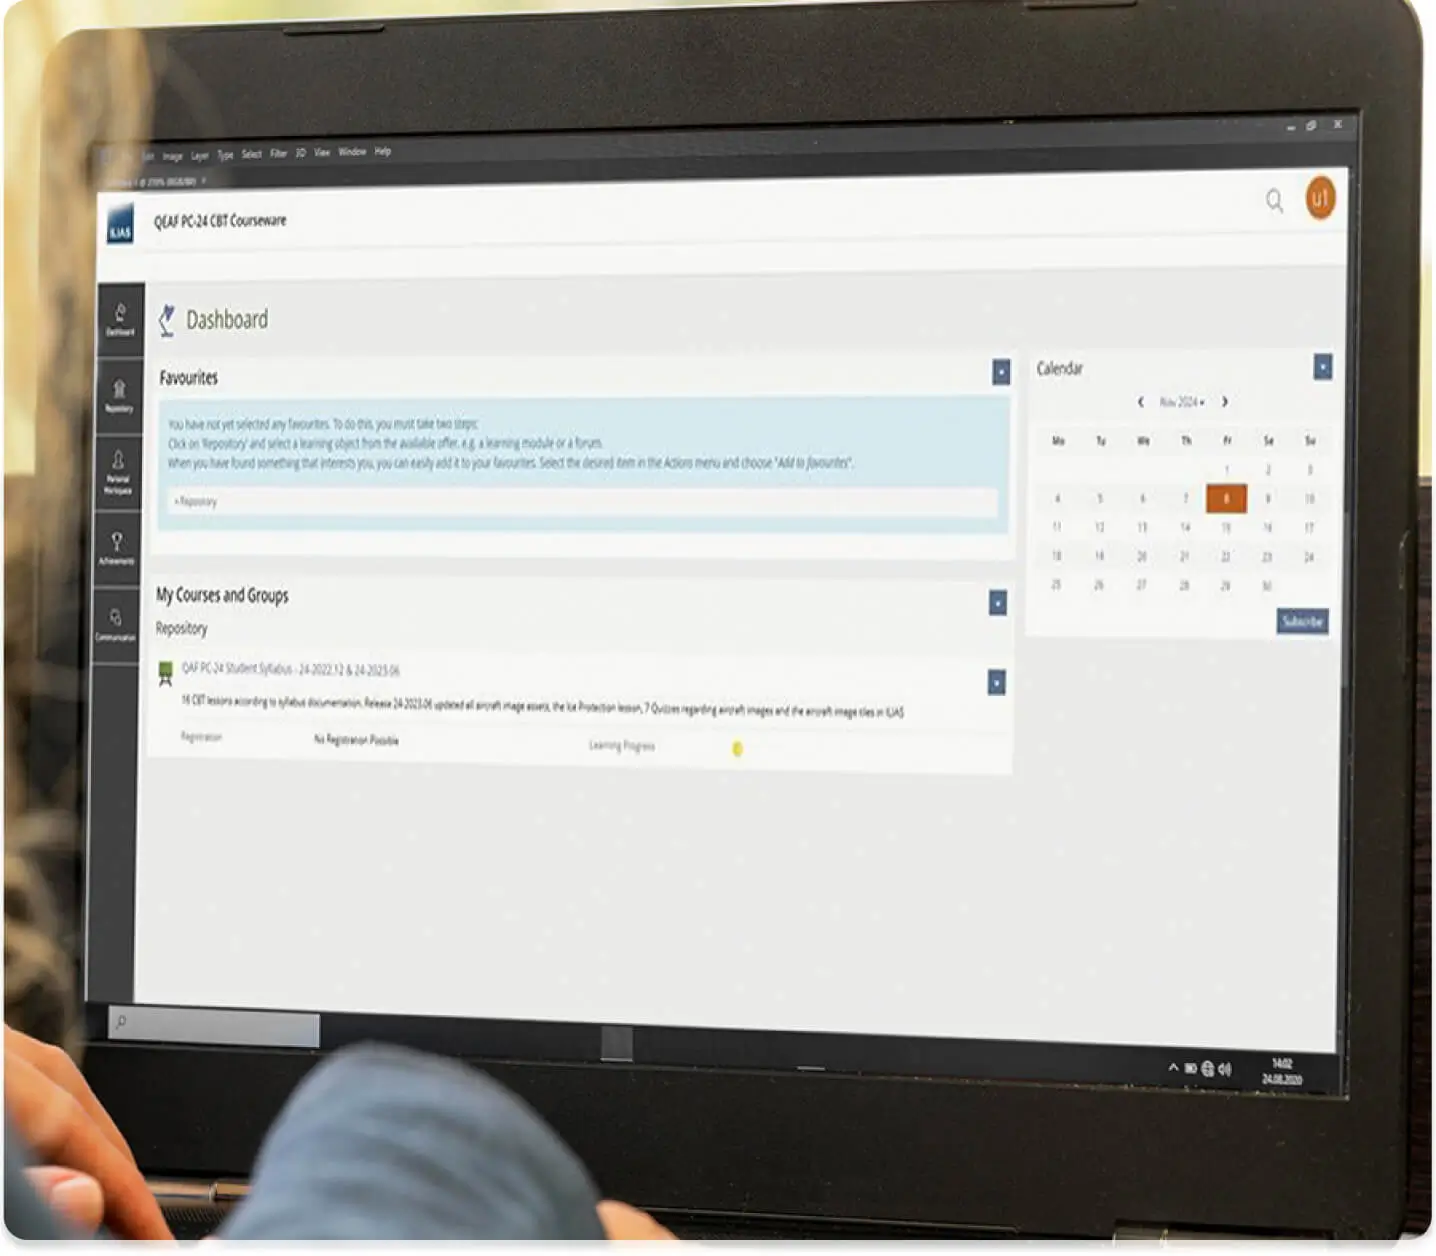 Edit Image Layer Type Select Filter 3D View Window Help
ILIAS
QEAF PC-24 CBT Courseware
u1
Dashboard
Dashboard
Repository
Personal Workspace
Achievements
Communication
Favourites
You have not yet selected any favourites. To do this, you must take two steps:
Click on 'Repository' and select a learning object from the available offer, e.g. a learning module or a forum.
When you have found something that interests you, you can easily add it to your favourites. Select the desired item in the Actions menu and choose "Add to favourites".
Repository
My Courses and Groups
Repository
QAF PC-24 Student Syllabus - 24-2022.12 & 24-2023.06
16 CBT lessons according to syllabus documentation. Release 24-2023.06 updated all aircraft image assets, the Ice Protection lesson, 7 Quizzes regarding aircraft images and the aircraft image tiles in ILIAS
Registration No Registration Possible Learning Progress
Calendar
Nov 2024
Mo Tu We Th Fr Sa Su
1 2 3
4 5 6 7 8 9 10
11 12 13 14 15 16 17
18 19 20 21 22 23 24
25 26 27 28 29 30
Subscribe
14:02
24.08.2020